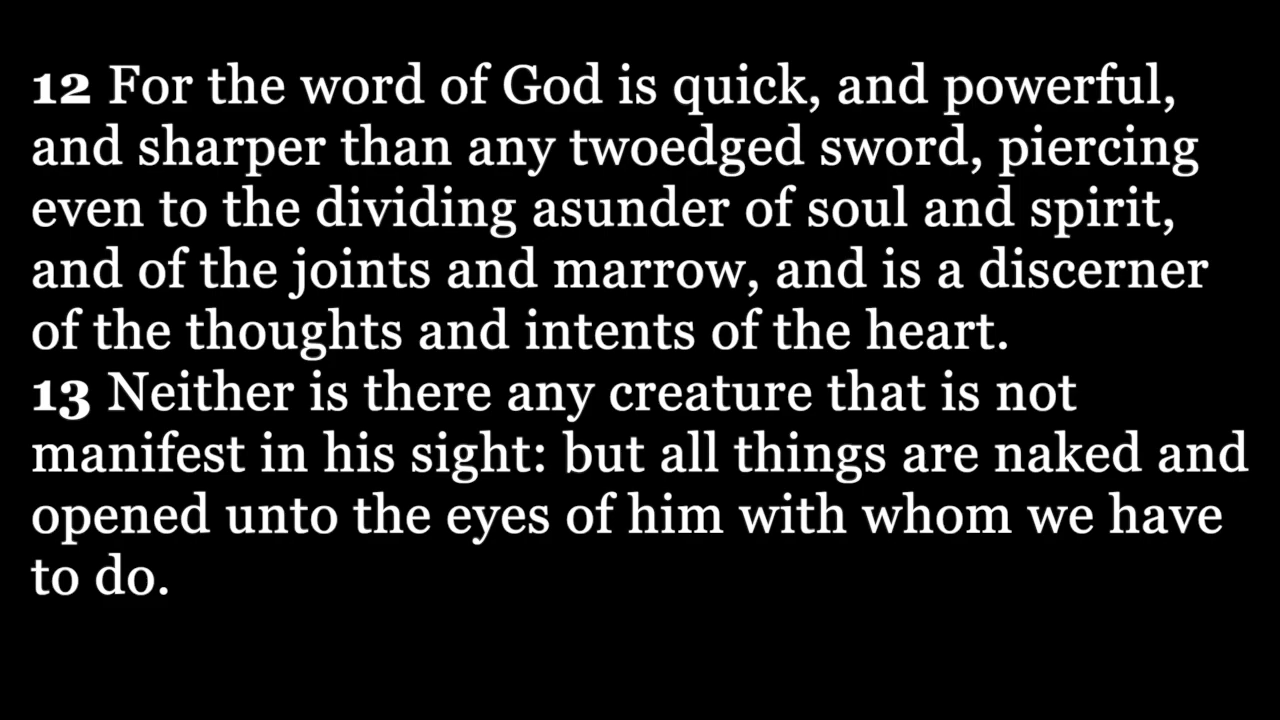 12 For the word of God is quick, and powerful,
and sharper than any twoedged sword, piercing
even to the dividing asunder of soul and spirit,
and of the joints and marrow, and is a discerner
of the thoughts and intents of the heart.
13 Neither is there any creature that is not
manifest in his sight: but all things are naked and
opened unto the eyes of him with whom we have
to do.